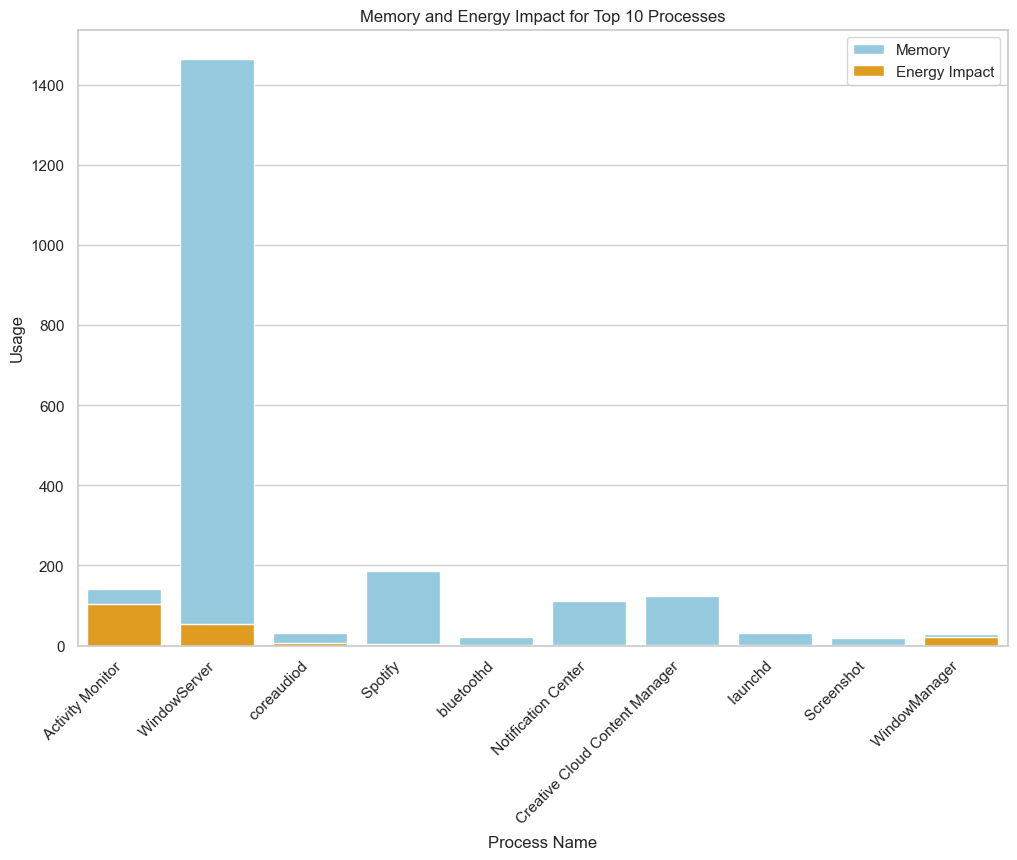 Memory and Energy Impact for Top 10 Processes
Memory
Energy Impact
Usage
1400
1200
1000
800
600
400
200
0
Activity Monitor
WindowServer
coreaudiod
Spotify
bluetoothd
Notification Center
Creative Cloud Content Manager
launchd
Screenshot
WindowManager
Process Name